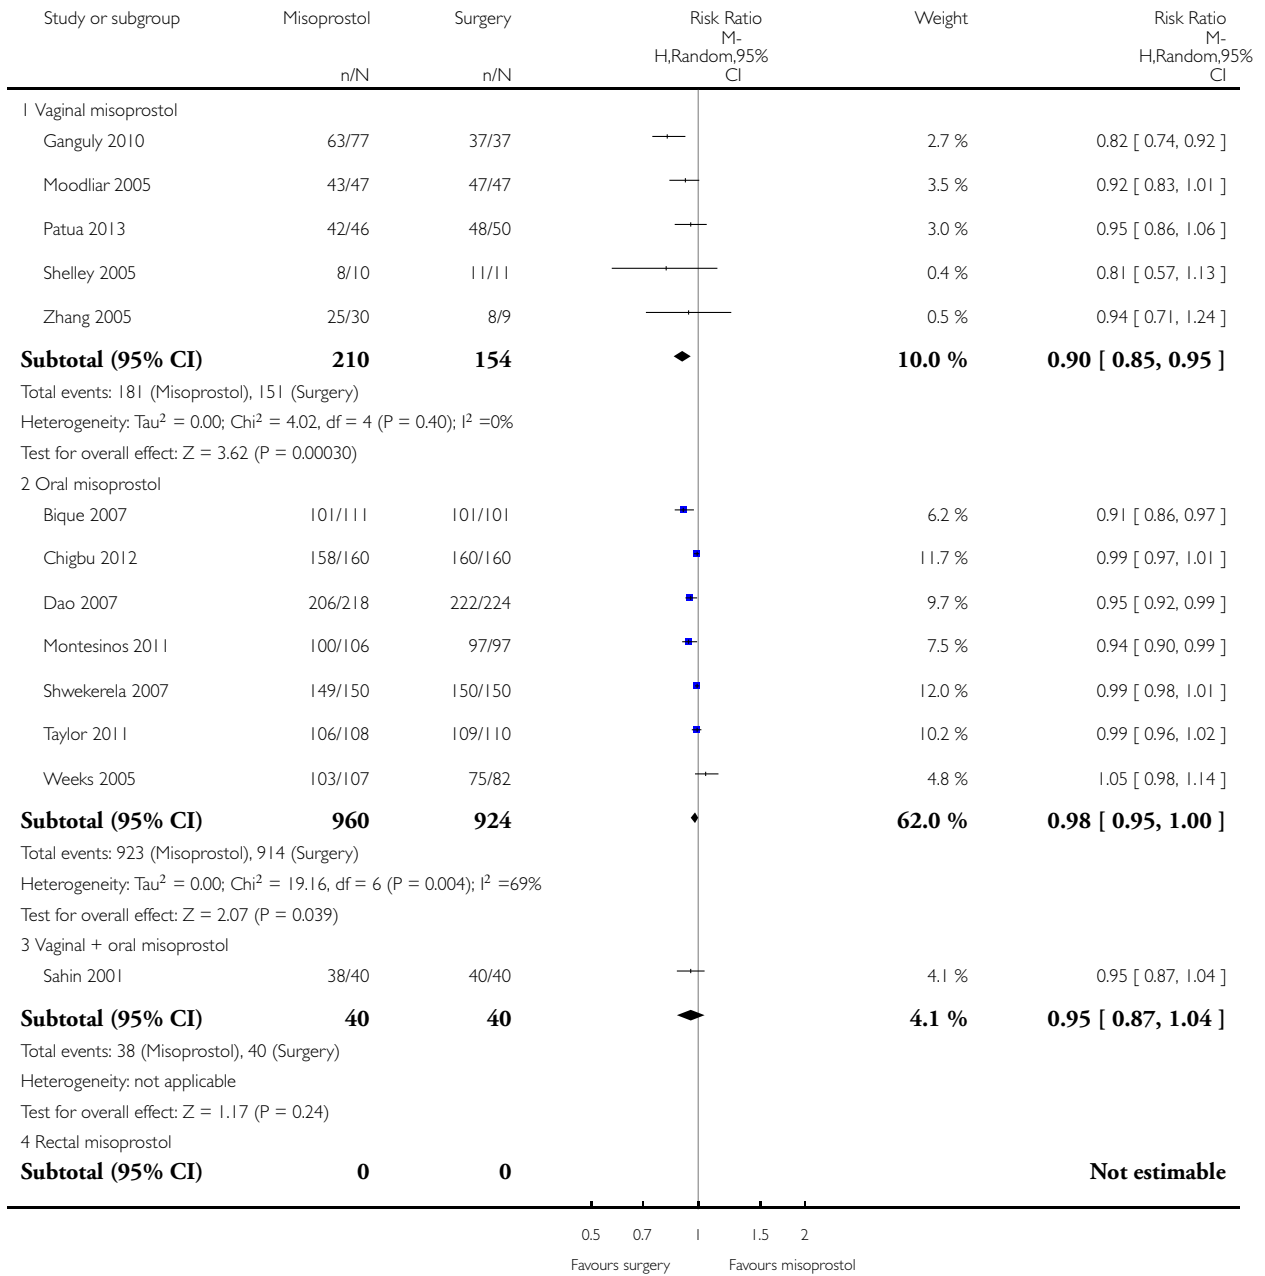 Study or subgroup Misoprostol Surgery Risk Ratio Weight Risk Ratio
M- M-
H,Random,95% H,Random,95%
n/N n/N CI CI
1 Vaginal misoprostol
Ganguly 2010 63/77 37/37 2.7 % 0.82 [ 0.74, 0.92 ]
Moodliar 2005 43/47 47/47 3.5 % 0.92 [ 0.83, 1.01 ]
Patua 2013 42/46 48/50 3.0 % 0.95 [ 0.86, 1.06 ]
Shelley 2005 8/10 11/11 0.4 % 0.81 [ 0.57, 1.13 ]
Zhang 2005 25/30 8/9 0.5 % 0.94 [ 0.71, 1.24 ]
Subtotal (95% CI) 210 154 10.0 % 0.90 [ 0.85, 0.95 ]
Total events: 181 (Misoprostol), 151 (Surgery)
Heterogeneity: Tau² = 0.00; Chi² = 4.02, df = 4 (P = 0.40); I² =0%
Test for overall effect: Z = 3.62 (P = 0.00030)
2 Oral misoprostol
Bique 2007 101/111 101/101 6.2 % 0.91 [ 0.86, 0.97 ]
Chigbu 2012 158/160 160/160 11.7 % 0.99 [ 0.97, 1.01 ]
Dao 2007 206/218 222/224 9.7 % 0.95 [ 0.92, 0.99 ]
Montesinos 2011 100/106 97/97 7.5 % 0.94 [ 0.90, 0.99 ]
Shwekerela 2007 149/150 150/150 12.0 % 0.99 [ 0.98, 1.01 ]
Taylor 2011 106/108 109/110 10.2 % 0.99 [ 0.96, 1.02 ]
Weeks 2005 103/107 75/82 4.8 % 1.05 [ 0.98, 1.14 ]
Subtotal (95% CI) 960 924 62.0 % 0.98 [ 0.95, 1.00 ]
Total events: 923 (Misoprostol), 914 (Surgery)
Heterogeneity: Tau² = 0.00; Chi² = 19.16, df = 6 (P = 0.004); I² =69%
Test for overall effect: Z = 2.07 (P = 0.039)
3 Vaginal + oral misoprostol
Sahin 2001 38/40 40/40 4.1 % 0.95 [ 0.87, 1.04 ]
Subtotal (95% CI) 40 40 4.1 % 0.95 [ 0.87, 1.04 ]
Total events: 38 (Misoprostol), 40 (Surgery)
Heterogeneity: not applicable
Test for overall effect: Z = 1.17 (P = 0.24)
4 Rectal misoprostol
Subtotal (95% CI) 0 0 Not estimable
0.5 0.7 1 1.5 2
Favours surgery Favours misoprostol